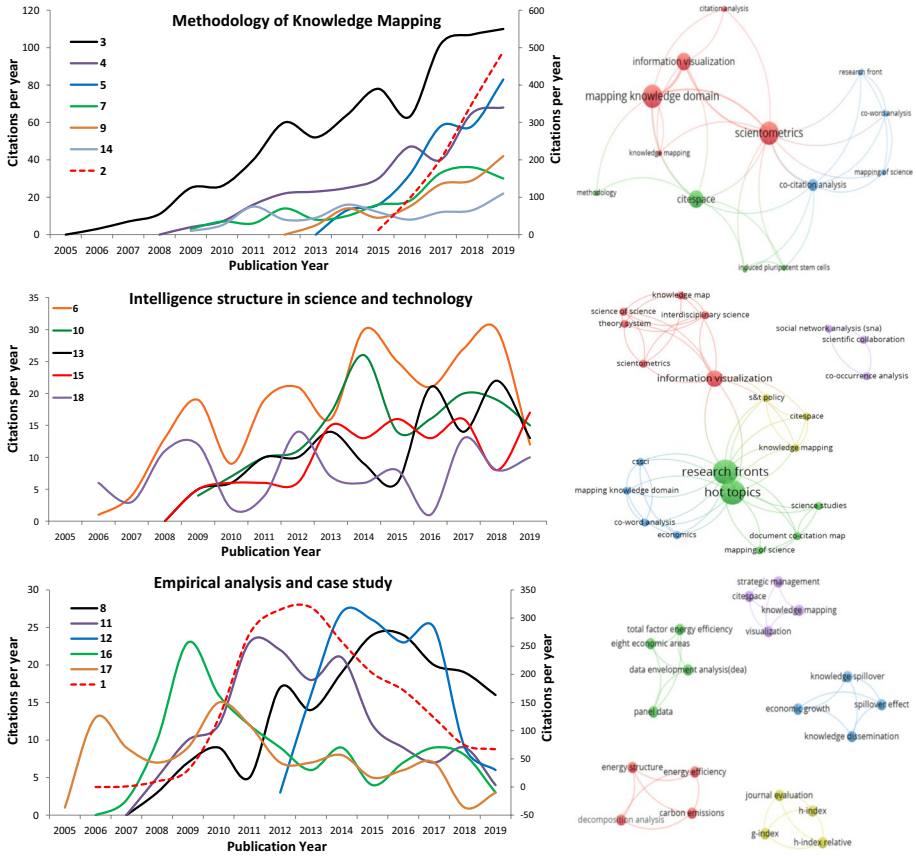 Methodology of Knowledge Mapping
Citations per year
120
100
80
60
40
20
0
3
4
5
7
9
14
2
600
500
400
300
200
100
0
Citations per year
2005 2006 2007 2008 2009 2010 2011 2012 2013 2014 2015 2016 2017 2018 2019
Publication Year
citation analysis
information visualization
research front
mapping knowledge domain
co-word analysis
scientometrics
knowledge mapping
mapping of science
methodology
co-citation analysis
citespace
induced pluripotent stem cells
Intelligence structure in science and technology
Citations per year
35
30
25
20
15
10
5
0
6
10
13
15
18
2005 2006 2007 2008 2009 2010 2011 2012 2013 2014 2015 2016 2017 2018 2019
Publication Year
knowledge map
science of science
interdisciplinary science
theory system
social network analysis (sna)
scientific collaboration
scientometrics
co-occurrence analysis
information visualization
s&t policy
citespace
knowledge mapping
cssci
research fronts
mapping knowledge domain
hot topics
science studies
co-word analysis
economics
document co-citation map
mapping of science
Empirical analysis and case study
Citations per year
30
25
20
15
10
5
0
8
11
12
16
17
1
350
300
250
200
150
100
50
0
-50
Citations per year
2005 2006 2007 2008 2009 2010 2011 2012 2013 2014 2015 2016 2017 2018 2019
Publication Year
strategic management
citespace
knowledge mapping
visualization
total factor energy efficiency
eight economic areas
data envelopment analysis(dea)
panel data
knowledge spillover
economic growth
spillover effect
knowledge dissemination
energy structure
energy efficiency
carbon emissions
decomposition analysis
journal evaluation
h-index
g-index
h-index relative